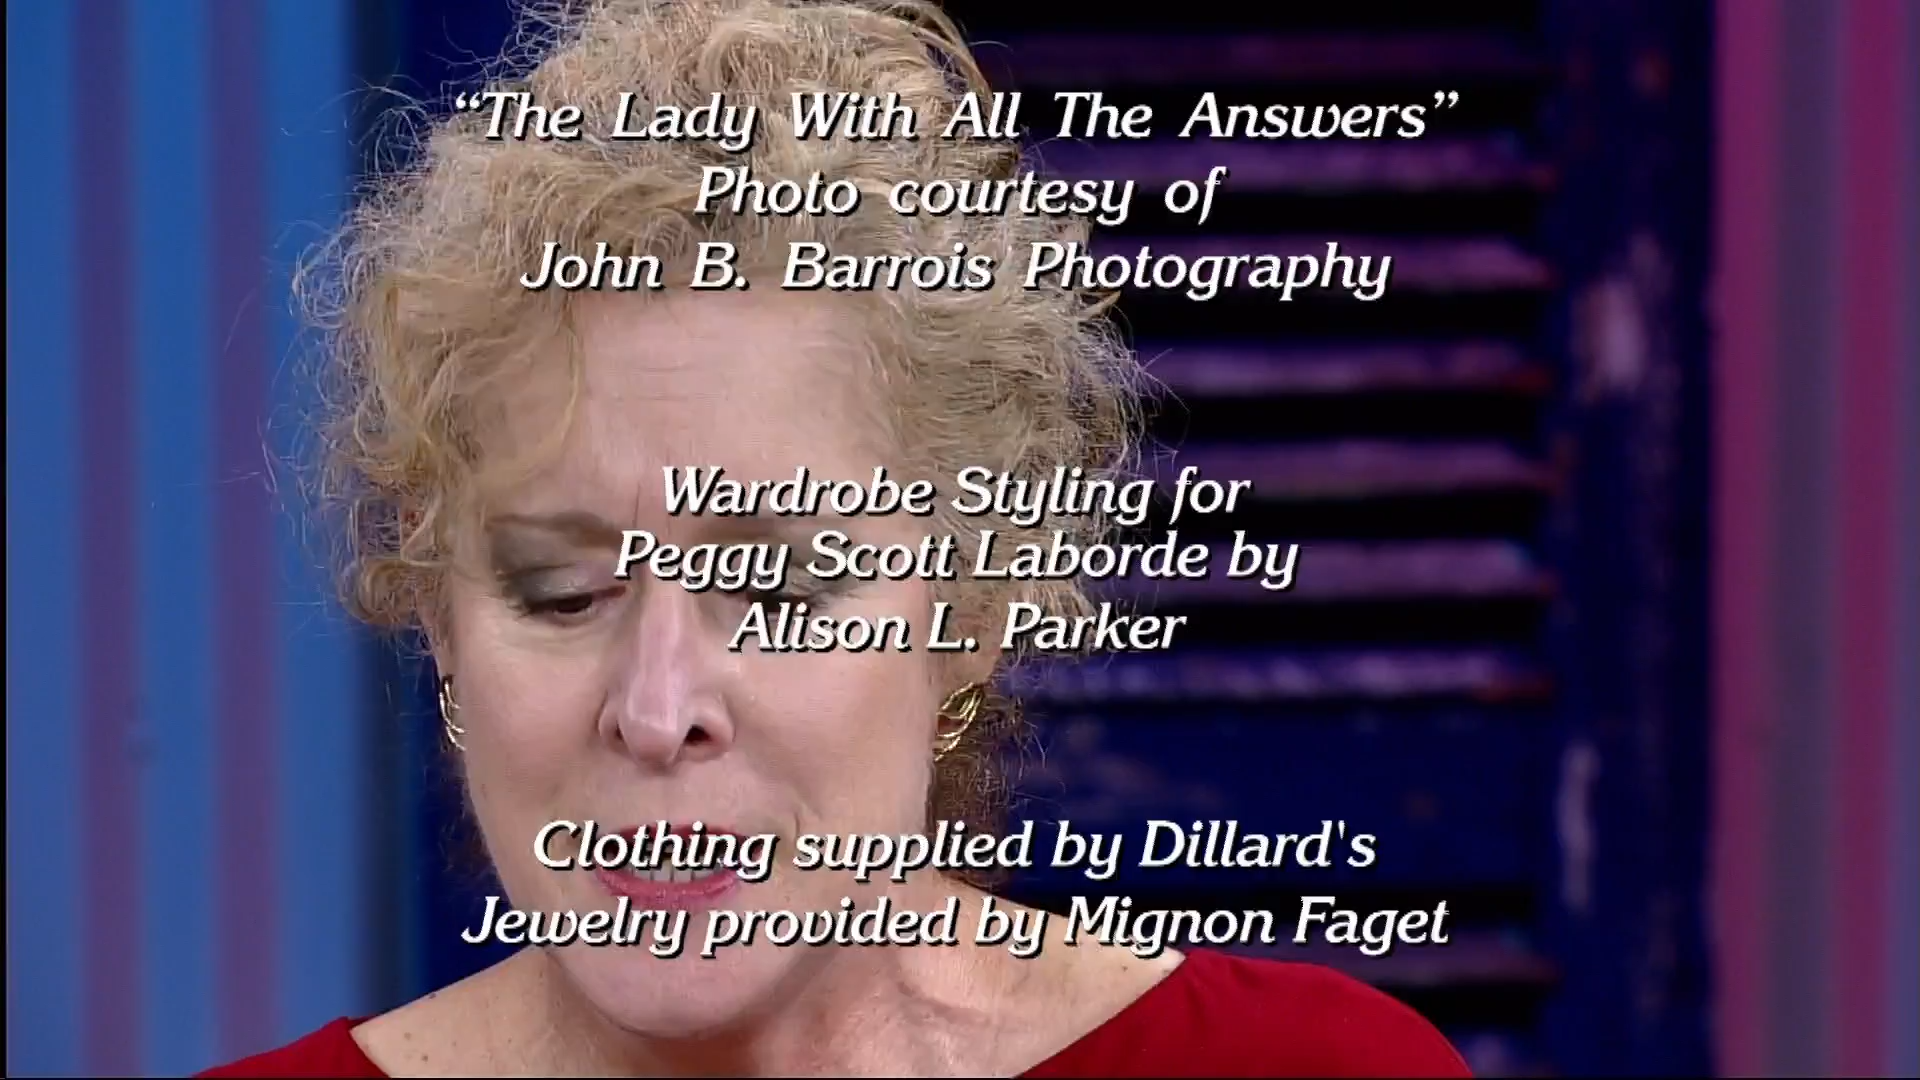 “The Lady With All The Answers”
Photo courtesy of
John B. Barrois Photography
Wardrobe Styling for
Peggy Scott Laborde by
Alison L. Parker
Clothing supplied by Dillard's
Jewelry provided by Mignon Faget